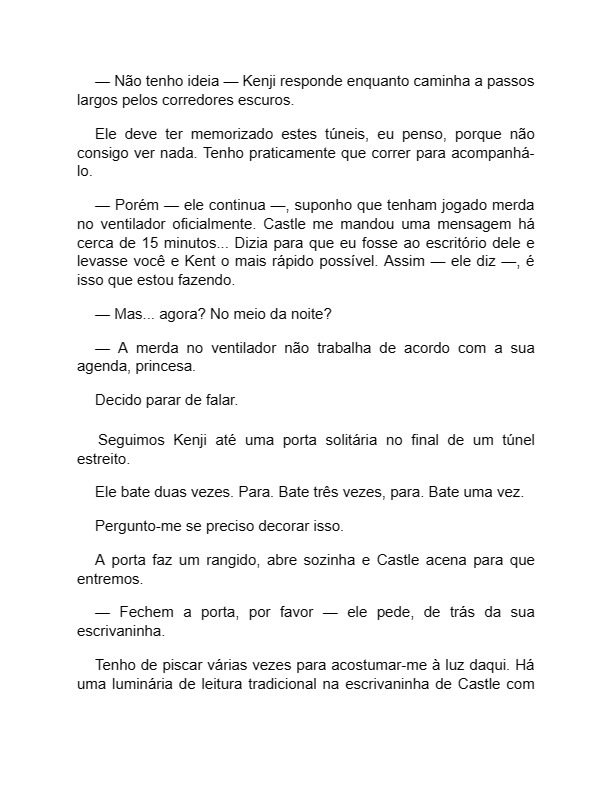 — Não tenho ideia — Kenji responde enquanto caminha a passos
largos pelos corredores escuros.
Ele deve ter memorizado estes túneis, eu penso, porque não
consigo ver nada. Tenho praticamente que correr para acompanhá-
lo.
— Porém — ele continua —, suponho que tenham jogado merda
no ventilador oficialmente. Castle me mandou uma mensagem há
cerca de 15 minutos... Dizia para que eu fosse ao escritório dele e
levasse você e Kent o mais rápido possível. Assim — ele diz —, é
isso que estou fazendo.
— Mas... agora? No meio da noite?
— A merda no ventilador não trabalha de acordo com a sua
agenda, princesa.
Decido parar de falar.
Seguimos Kenji até uma porta solitária no final de um túnel
estreito.
Ele bate duas vezes. Para. Bate três vezes, para. Bate uma vez.
Pergunto-me se preciso decorar isso.
A porta faz um rangido, abre sozinha e Castle acena para que
entremos.
— Fechem a porta, por favor — ele pede, de trás da sua
escrivaninha.
Tenho de piscar várias vezes para acostumar-me à luz daqui. Há
uma luminária de leitura tradicional na escrivaninha de Castle com